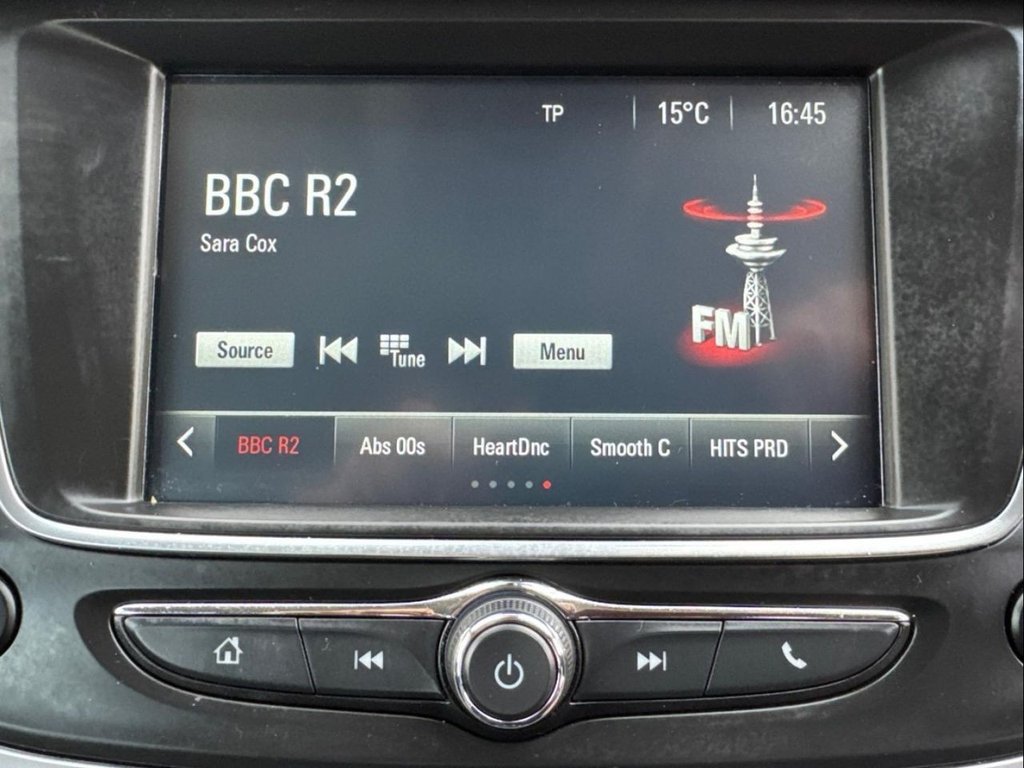 TP 15°C 16:45
BBC R2
Sara Cox
FM
Source Tune Menu
BBC R2 Abs 00s HeartDnc Smooth C HITS PRD